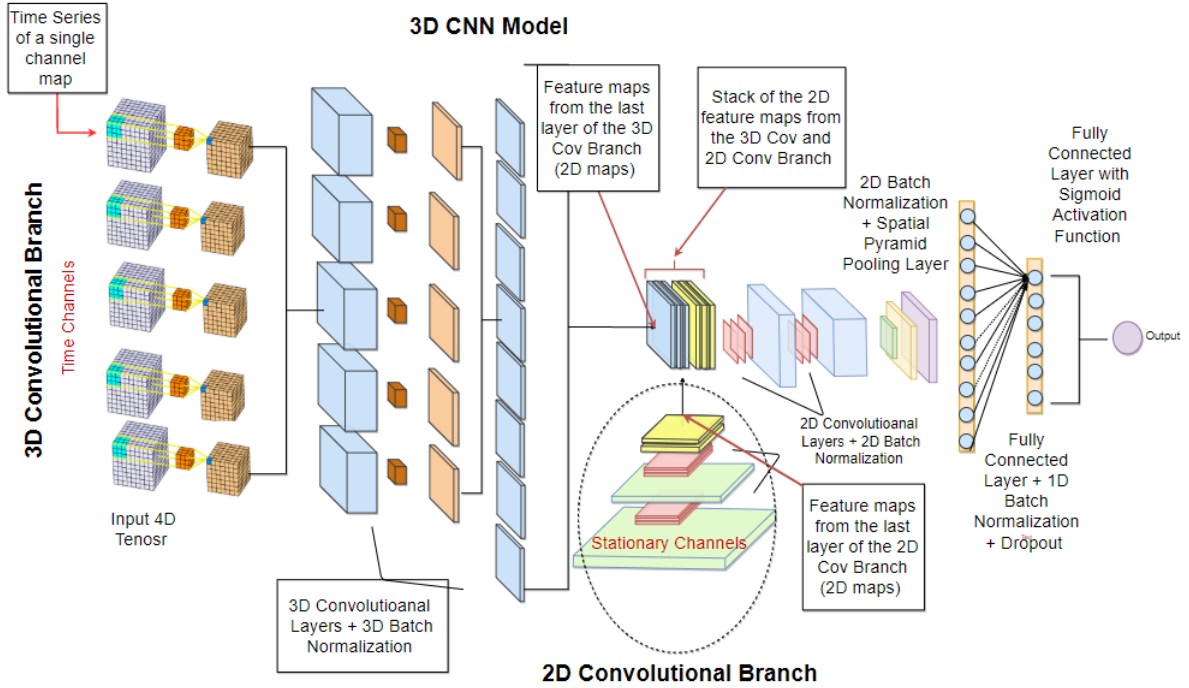 3D CNN Model
Time Series
of a single
channel
map
Feature maps
from the last
layer of the 3D
Cov Branch
(2D maps)
Stack of the 2D
feature maps from
the 3D Cov and
2D Conv Branch
Fully
Connected
Layer with
Sigmoid
Activation
Function
2D Batch
Normalization
+ Spatial
Pyramid
Pooling Layer
3D Convolutional Branch
Time Channels
Output
2D Convolutioanal
Layers + 2D Batch
Normalization
Fully
Connected
Layer + 1D
Batch
Normalization
+ Dropout
Input 4D
Tenosr
Stationary Channels
Feature maps
from the last
layer of the 2D
Cov Branch
(2D maps)
3D Convolutioanal
Layers + 3D Batch
Normalization
2D Convolutional Branch